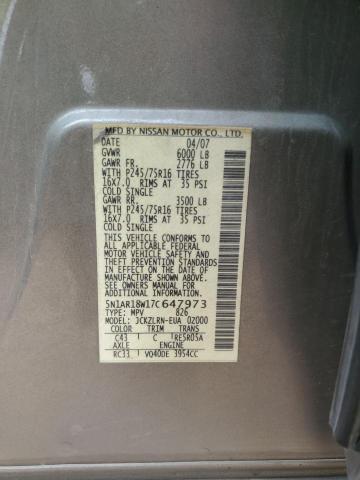 MFD BY NISSAN MOTOR CO., LTD.
DATE 04/07
GVWR 6000 LB
GAWR FR. 2776 LB
WITH P245/75R16 TIRES
16X7.0 RIMS AT 35 PSI
COLD SINGLE
GAWR RR. 3500 LB
WITH P245/75R16 TIRES
16X7.0 RIMS AT 35 PSI
COLD SINGLE
THIS VEHICLE CONFORMS TO
ALL APPLICABLE FEDERAL
MOTOR VEHICLE SAFETY
AND THEFT PREVENTION
STANDARDS IN EFFECT ON
THE DATE OF MANUFACTURE
SHOWN ABOVE.
SEE OWNERS MANUAL FOR
ADDITIONAL INFORMATION
5N1AR18W17C647973
TYPE: MPV 826
MODEL: JCKZLRN-EUA 02000
COLOR TRIM TRANS
C43 C RE5R05A
AXLE ENGINE
RC33 VQ40DE 3954CC